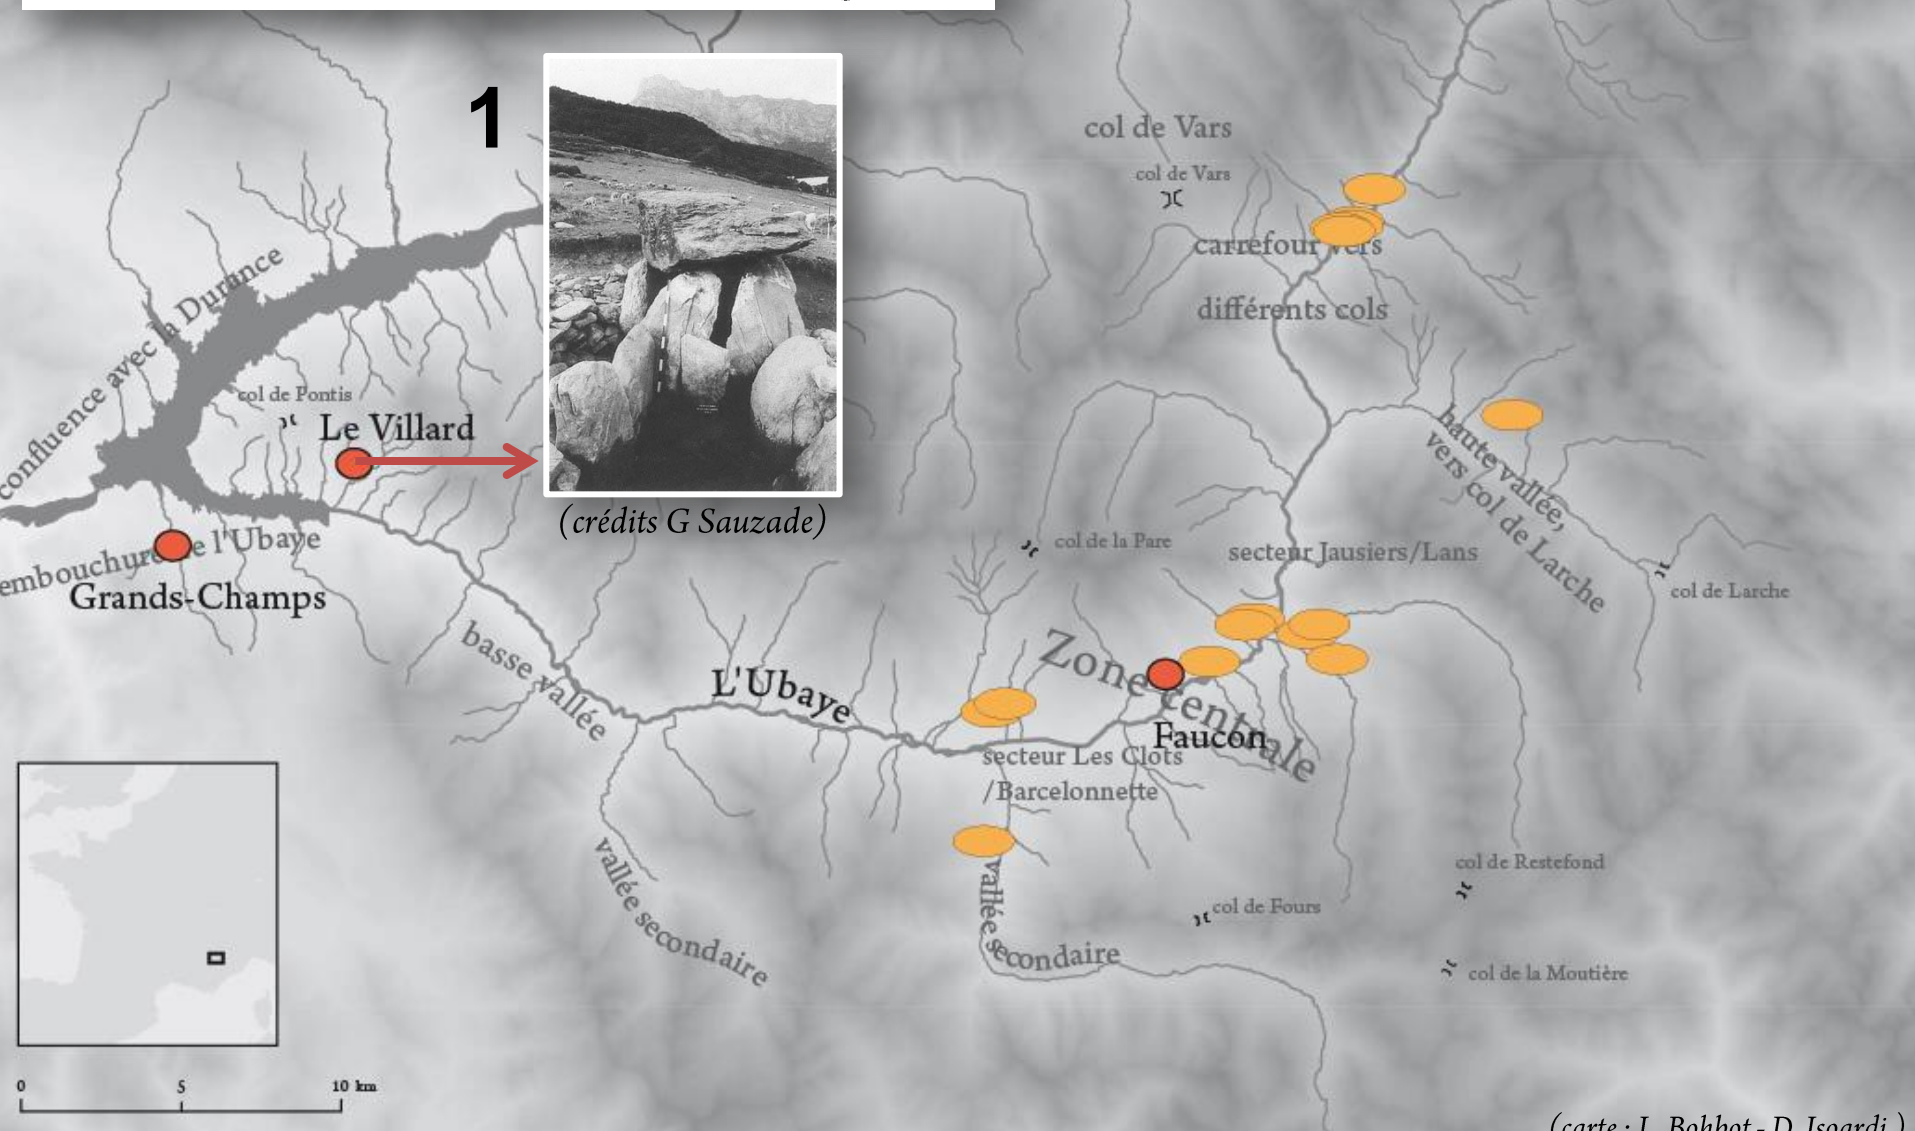 1
col de Vars
col de Vars
carrefour vers
différents cols
confluence avec la Durance
col de Pontis
Le Villard
(crédits G Sauzade)
haute vallée,
vers col de Larche
col de la Pare
secteur Jausiers/Lans
col de Larche
embouchure de l'Ubaye
Grands-Champs
basse vallée
L'Ubaye
Zone centrale
Faucon
secteur Les Clots
/Barcelonnette
vallée secondaire
vallée secondaire
col de Restefond
col de Fours
col de la Moutière
0 5 10 km
(carte : L. Bohbot - D. Isoardi )